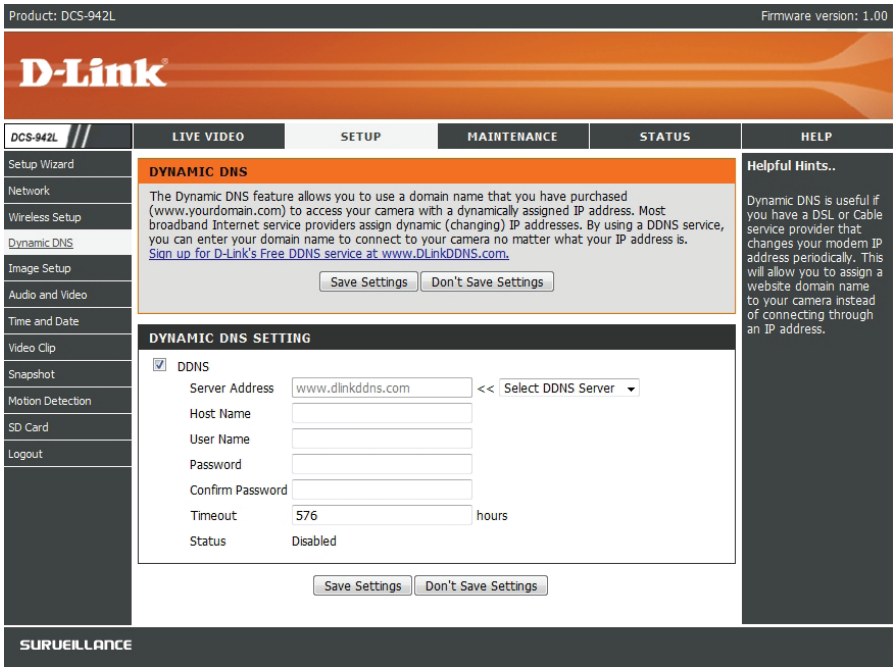 Product: DCS-942L Firmware version: 1.00
D-Link®
DCS-942L
LIVE VIDEO SETUP MAINTENANCE STATUS HELP
Setup Wizard
Network
Wireless Setup
Dynamic DNS
Image Setup
Audio and Video
Time and Date
Video Clip
Snapshot
Motion Detection
SD Card
Logout
DYNAMIC DNS
The Dynamic DNS feature allows you to use a domain name that you have purchased
(www.yourdomain.com) to access your camera with a dynamically assigned IP address. Most
broadband Internet service providers assign dynamic (changing) IP addresses. By using a DDNS service,
you can enter your domain name to connect to your camera no matter what your IP address is.
Sign up for D-Link's Free DDNS service at www.DLinkDDNS.com.
Save Settings Don't Save Settings
DYNAMIC DNS SETTING
DDNS
Server Address www.dlinkddns.com << Select DDNS Server
Host Name
User Name
Password
Confirm Password
Timeout 576 hours
Status Disabled
Save Settings Don't Save Settings
Helpful Hints..
Dynamic DNS is useful if
you have a DSL or Cable
service provider that
changes your modem IP
address periodically. This
will allow you to assign a
website domain name
to your camera instead
of connecting through
an IP address.
SURVEILLANCE